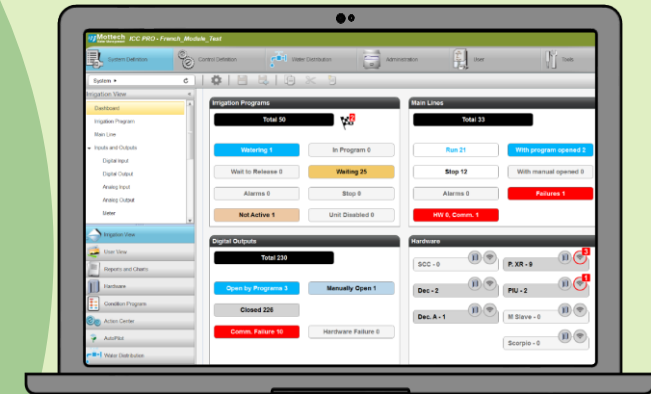 Mottech ICC PRO - French_Module_Test
System Definition Control Definition Water Distribution Administration User Tools
System
Irrigation View
Dashboard
Irrigation Program
Main Line
Inputs and Outputs
Digital Input
Digital Output
Analog Input
Analog Output
Meter
Irrigation View
User View
Reports and Charts
Hardware
Condition Program
Action Center
AutoPilot
Water Distribution
Irrigation Programs
Total 50
2
Watering 1 In Program 0
Wait to Release 0 Waiting 25
Alarms 0 Stop 0
Not Active 1 Unit Disabled 0
Main Lines
Total 33
Run 21 With program opened 2
Stop 12 With manual opened 0
Alarms 0 Failures 1
HW 0, Comm. 1
Digital Outputs
Total 230
Open by Programs 3 Manually Open 1
Closed 226
Comm. Failure 10 Hardware Failure 0
Hardware
SCC - 0 P. XR - 9 3
Dec - 2 PIU - 2 1
Dec. A - 1 M Slave - 0
Scorpio - 0